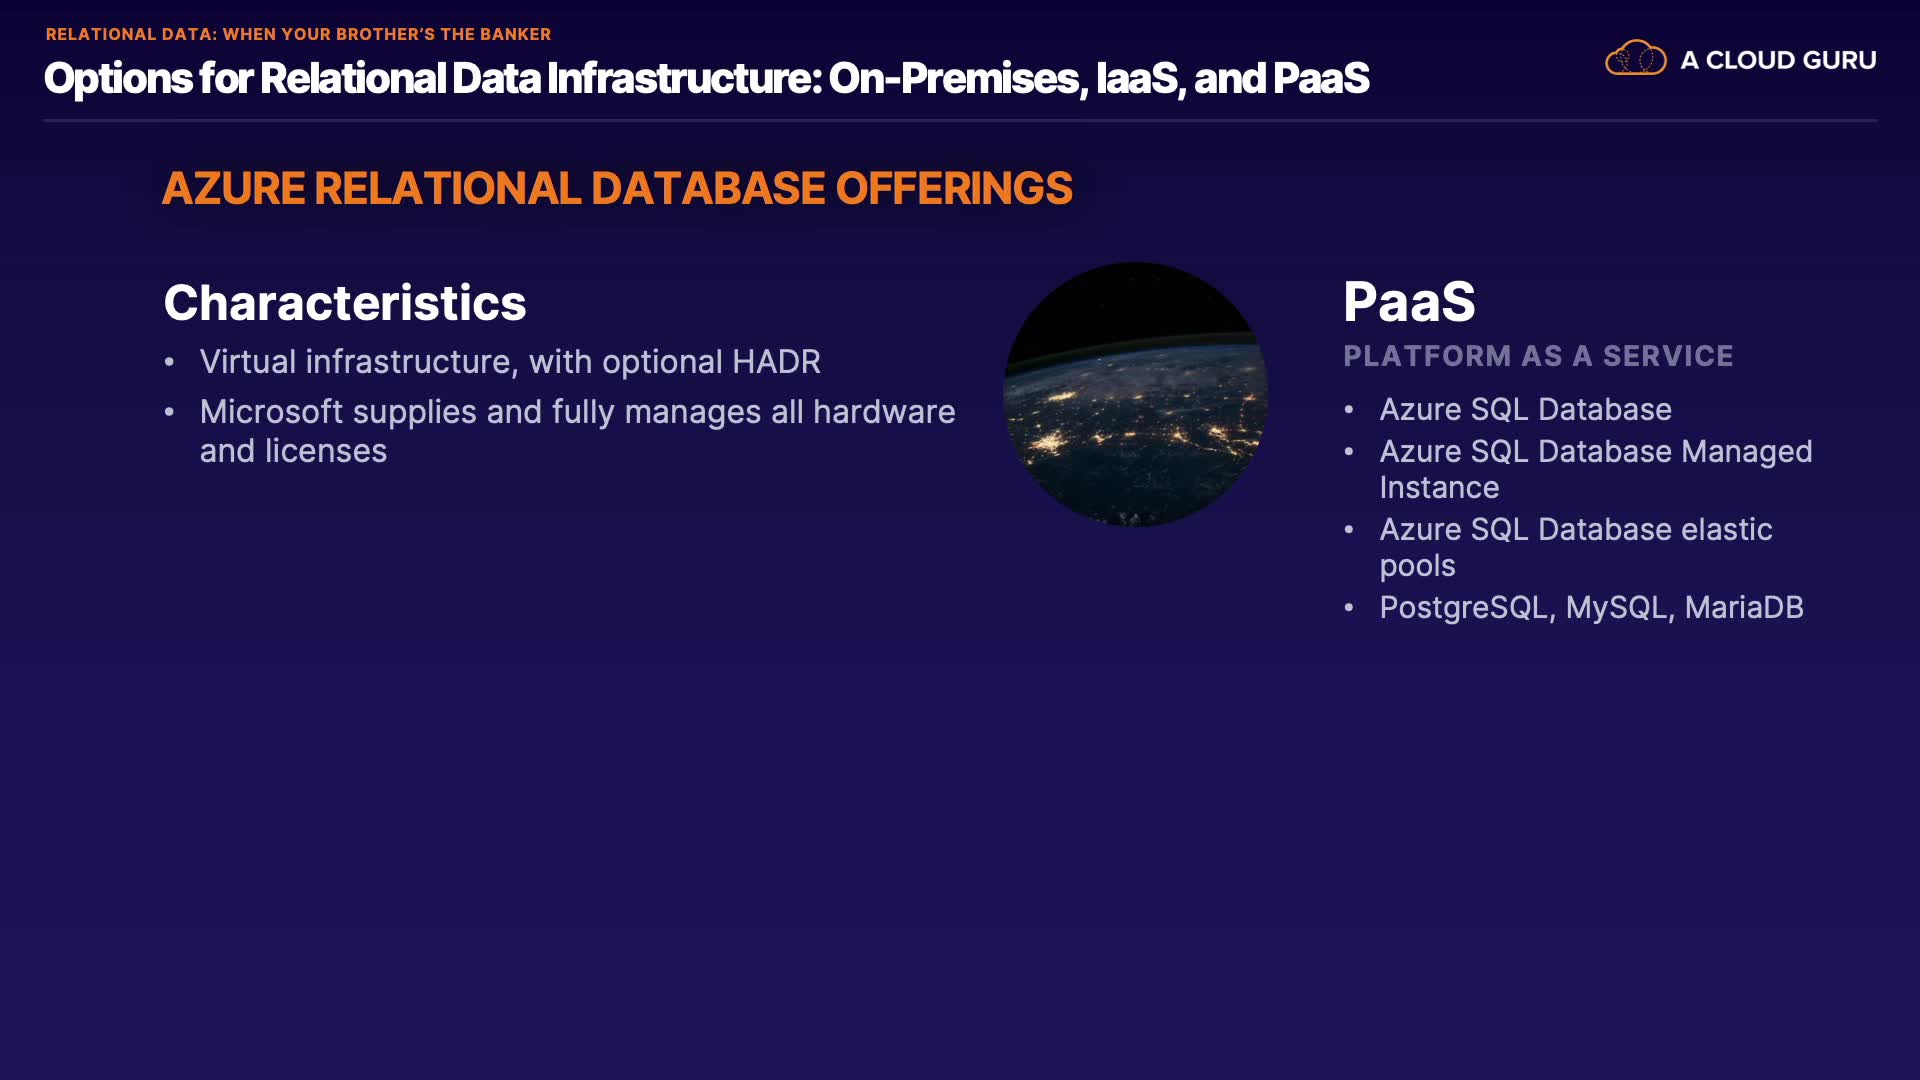 RELATIONAL DATA: WHEN YOUR BROTHER’S THE BANKER
Options for Relational Data Infrastructure: On-Premises, IaaS, and PaaS
A CLOUD GURU
AZURE RELATIONAL DATABASE OFFERINGS
Characteristics
• Virtual infrastructure, with optional HADR
• Microsoft supplies and fully manages all hardware
and licenses
PaaS
PLATFORM AS A SERVICE
• Azure SQL Database
• Azure SQL Database Managed
Instance
• Azure SQL Database elastic
pools
• PostgreSQL, MySQL, MariaDB